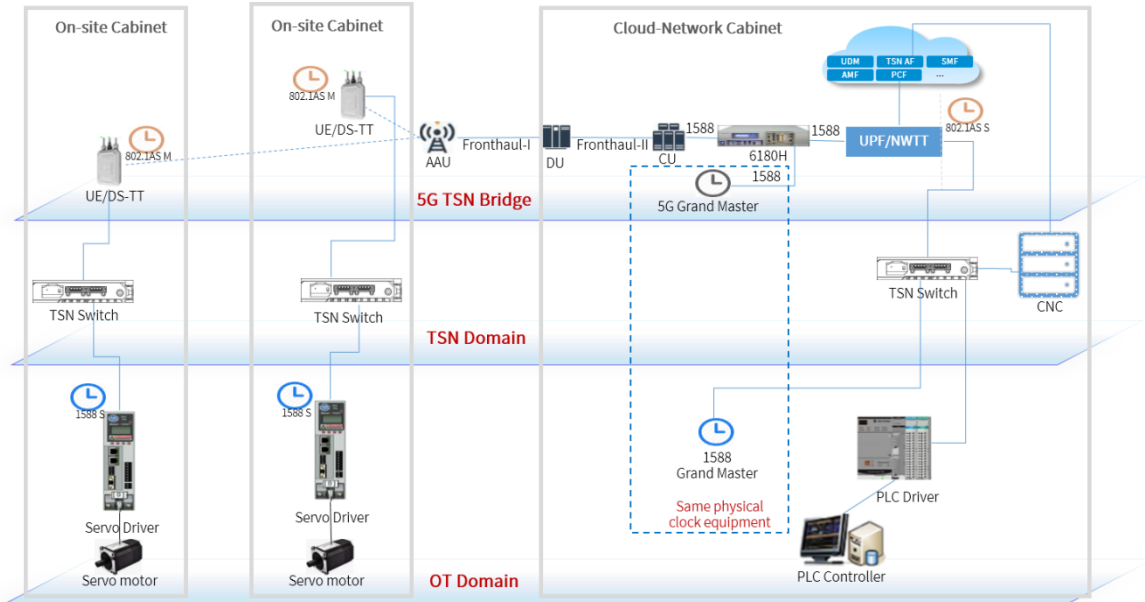 On-site Cabinet
On-site Cabinet
Cloud-Network Cabinet
UDM
TSN AF
SMF
AMF
PCF
...
802.1AS M
UE/DS-TT
802.1AS M
UE/DS-TT
AAU
Fronthaul-I
DU
Fronthaul-II
CU
1588
6180H
1588
UPF/NWTT
802.1AS S
1588
5G Grand Master
5G TSN Bridge
TSN Switch
TSN Switch
TSN Switch
CNC
TSN Domain
1588 S
1588 S
1588
Grand Master
Same physical
clock equipment
PLC Driver
PLC Controller
Servo Driver
Servo Driver
Servo motor
Servo motor
OT Domain